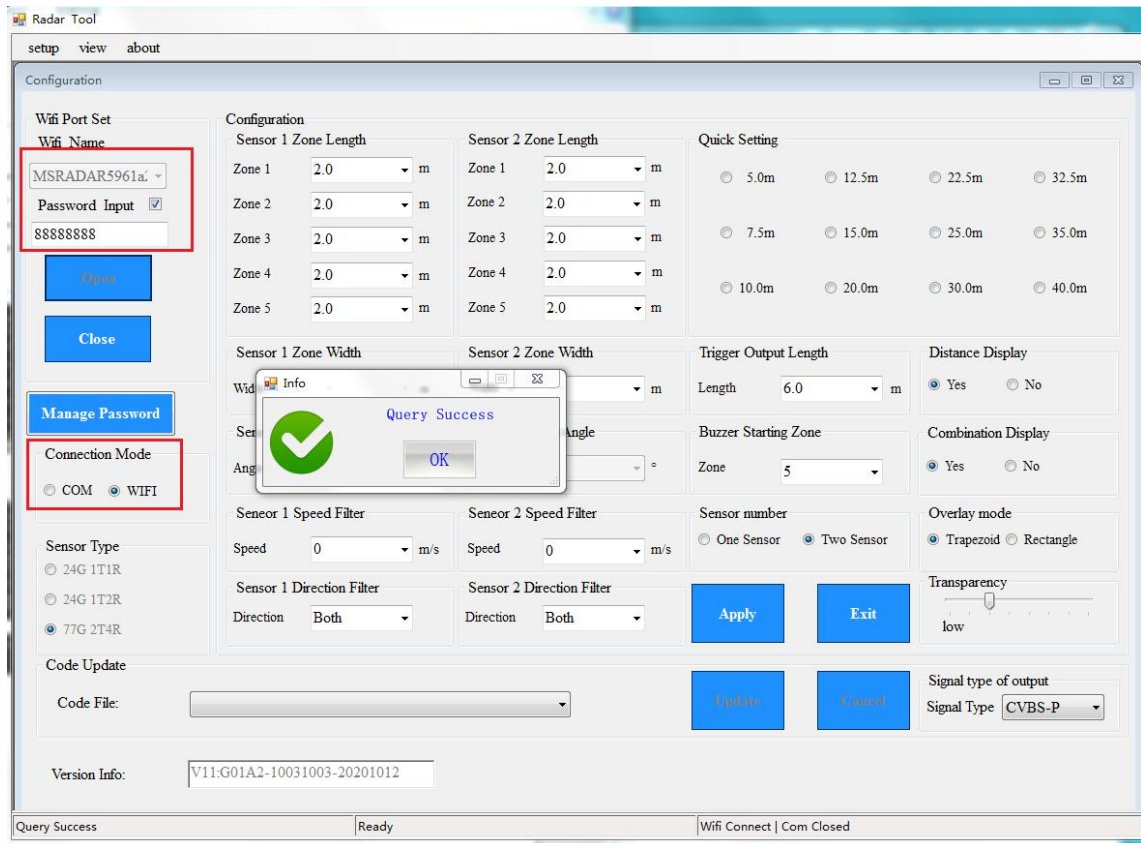 Radar Tool
setup view about
Configuration
Wifi Port Set
Wifi Name
MSRADAR5961a
Password Input
88888888
Open
Close
Manage Password
Connection Mode
COM WIFI
Sensor Type
24G 1T1R
24G 1T2R
77G 2T4R
Configuration
Sensor 1 Zone Length
Zone 1 2.0 m
Zone 2 2.0 m
Zone 3 2.0 m
Zone 4 2.0 m
Zone 5 2.0 m
Sensor 2 Zone Length
Zone 1 2.0 m
Zone 2 2.0 m
Zone 3 2.0 m
Zone 4 2.0 m
Zone 5 2.0 m
Quick Setting
5.0m 12.5m 22.5m 32.5m
7.5m 15.0m 25.0m 35.0m
10.0m 20.0m 30.0m 40.0m
Sensor 1 Zone Width
Sensor 2 Zone Width
m
Trigger Output Length
Length 6.0 m
Distance Display
Yes No
Info
Query Success
OK
Angle
°
Buzzer Starting Zone
Zone 5
Combination Display
Yes No
Seneor 1 Speed Filter
Speed 0 m/s
Seneor 2 Speed Filter
Speed 0 m/s
Sensor number
One Sensor Two Sensor
Overlay mode
Trapezoid Rectangle
Sensor 1 Direction Filter
Direction Both
Sensor 2 Direction Filter
Direction Both
Apply
Exit
Transparency
low
Code Update
Code File:
Update
Cancel
Signal type of output
Signal Type CVBS-P
Version Info: V11:G01A2-10031003-20201012
Query Success Ready Wifi Connect | Com Closed